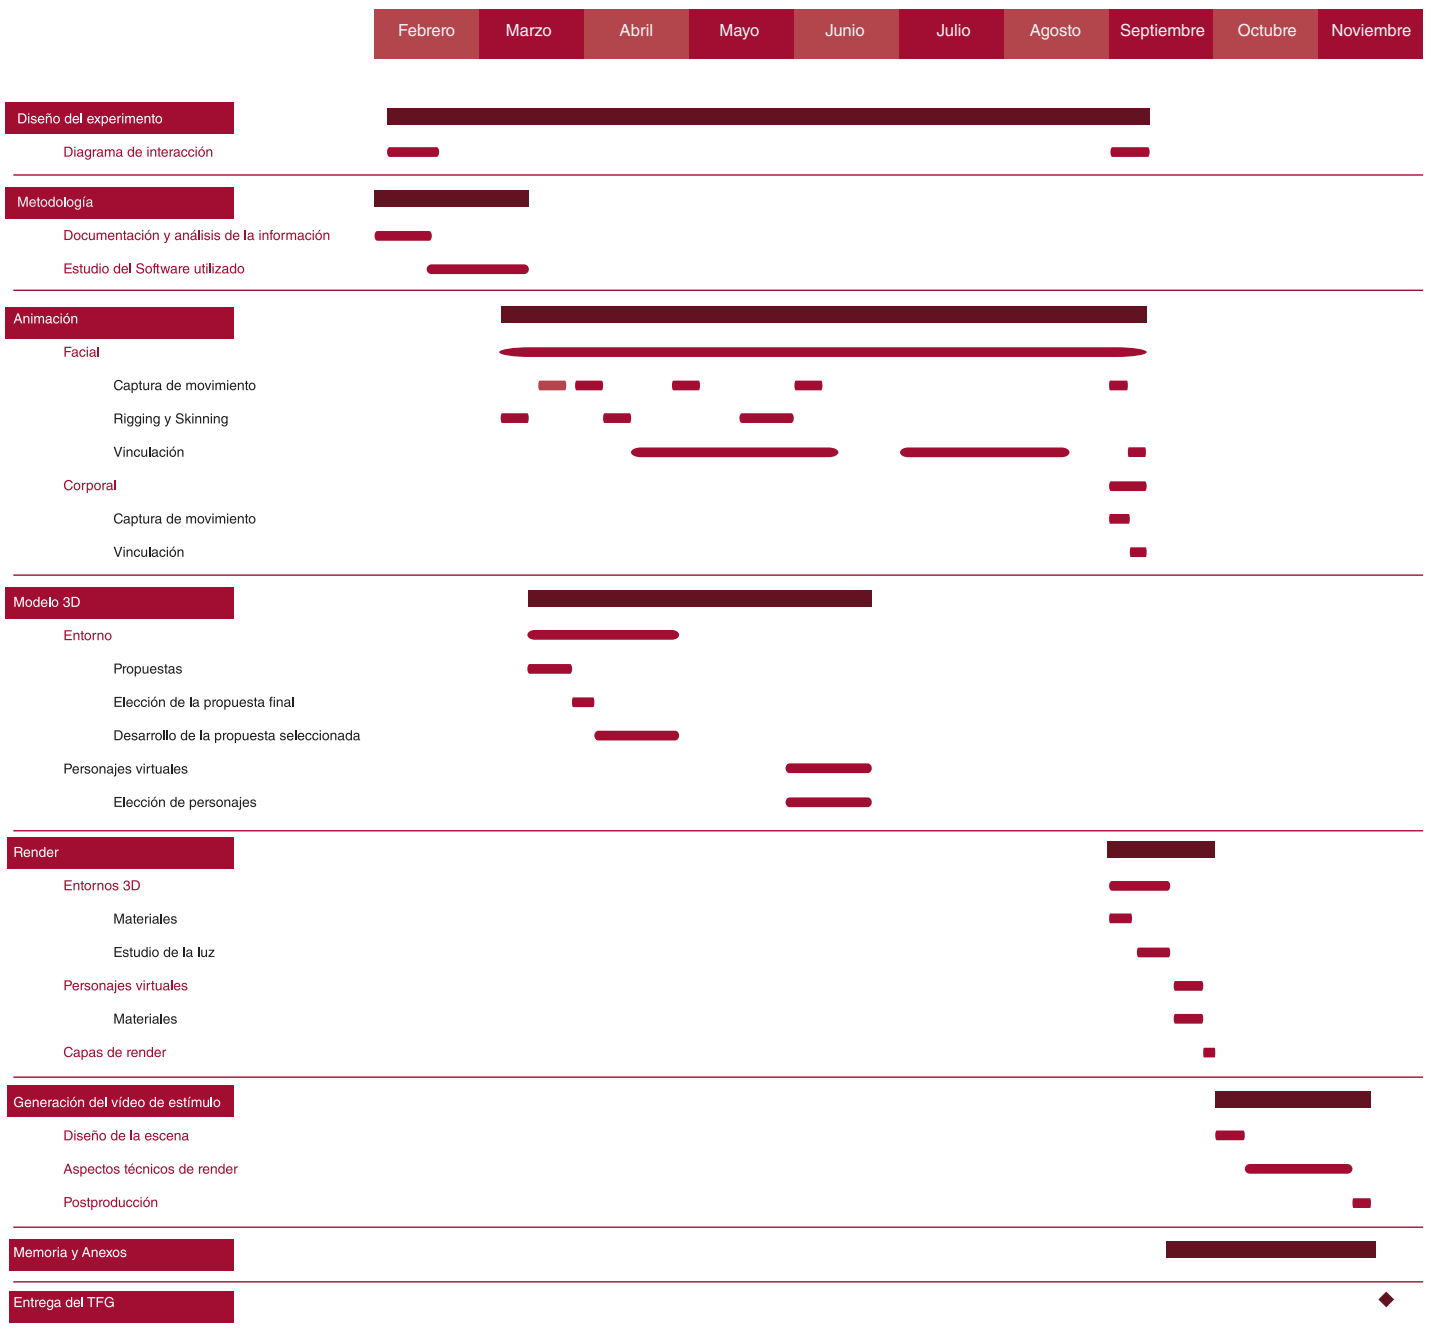 Febrero Marzo Abril Mayo Junio Julio Agosto Septiembre Octubre Noviembre
Diseño del experimento
Diagrama de interacción
Metodología
Documentación y análisis de la información
Estudio del Software utilizado
Animación
Facial
Captura de movimiento
Rigging y Skinning
Vinculación
Corporal
Captura de movimiento
Vinculación
Modelo 3D
Entorno
Propuestas
Elección de la propuesta final
Desarrollo de la propuesta seleccionada
Personajes virtuales
Elección de personajes
Render
Entornos 3D
Materiales
Estudio de la luz
Personajes virtuales
Materiales
Capas de render
Generación del vídeo de estímulo
Diseño de la escena
Aspectos técnicos de render
Postproducción
Memoria y Anexos
Entrega del TFG